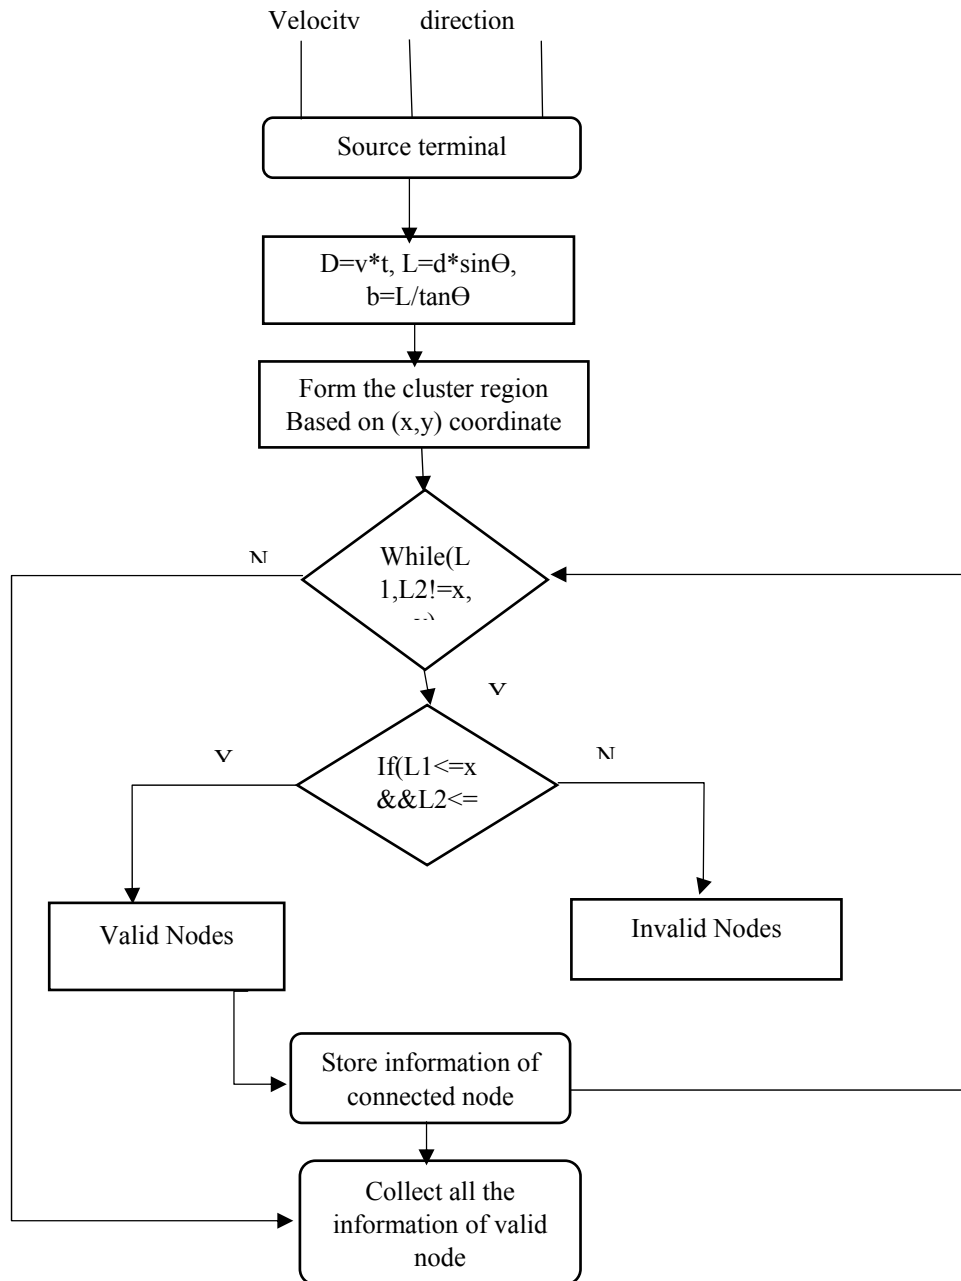 Velocity direction
Source terminal
D=v*t, L=d*sinϴ,
b=L/tanϴ
Form the cluster region
Based on (x,y) coordinate
N
While(L
1,L2!=x,
If(L1<=x
N
&&L2<=
Valid Nodes
Invalid Nodes
Store information of
connected node
Collect all the
information of valid
node